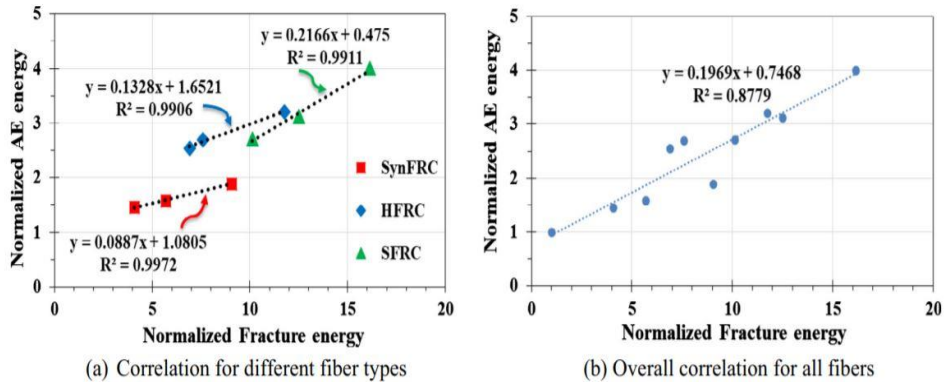 (a)
5
4
3
2
1
0
0
5
10
15
20
Normalized AE energy
Normalized Fracture energy
y = 0.2166x + 0.475
R² = 0.9911
y = 0.1328x + 1.6521
R² = 0.9906
SynFRC
HFRC
SFRC
y = 0.0887x + 1.0805
R² = 0.9972
(a) Correlation for different fiber types
(b)
5
4
3
2
1
0
0
5
10
15
20
Normalized AE energy
Normalized Fracture energy
y = 0.1969x + 0.7468
R² = 0.8779
(b) Overall correlation for all fibers